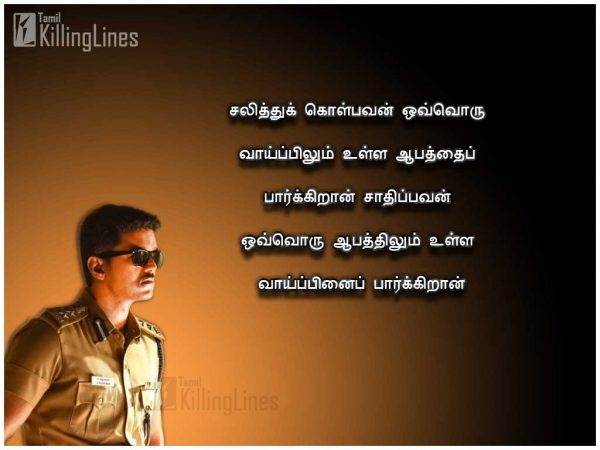 Tamil
KillingLines
சலித்துக் கொள்பவன் ஒவ்வொரு
வாய்ப்பிலும் உள்ள ஆபத்தைப்
பார்க்கிறான் சாதிப்பவன்
ஒவ்வொரு ஆபத்திலும் உள்ள
வாய்ப்பினைப் பார்க்கிறான்
Tamil
KillingLines